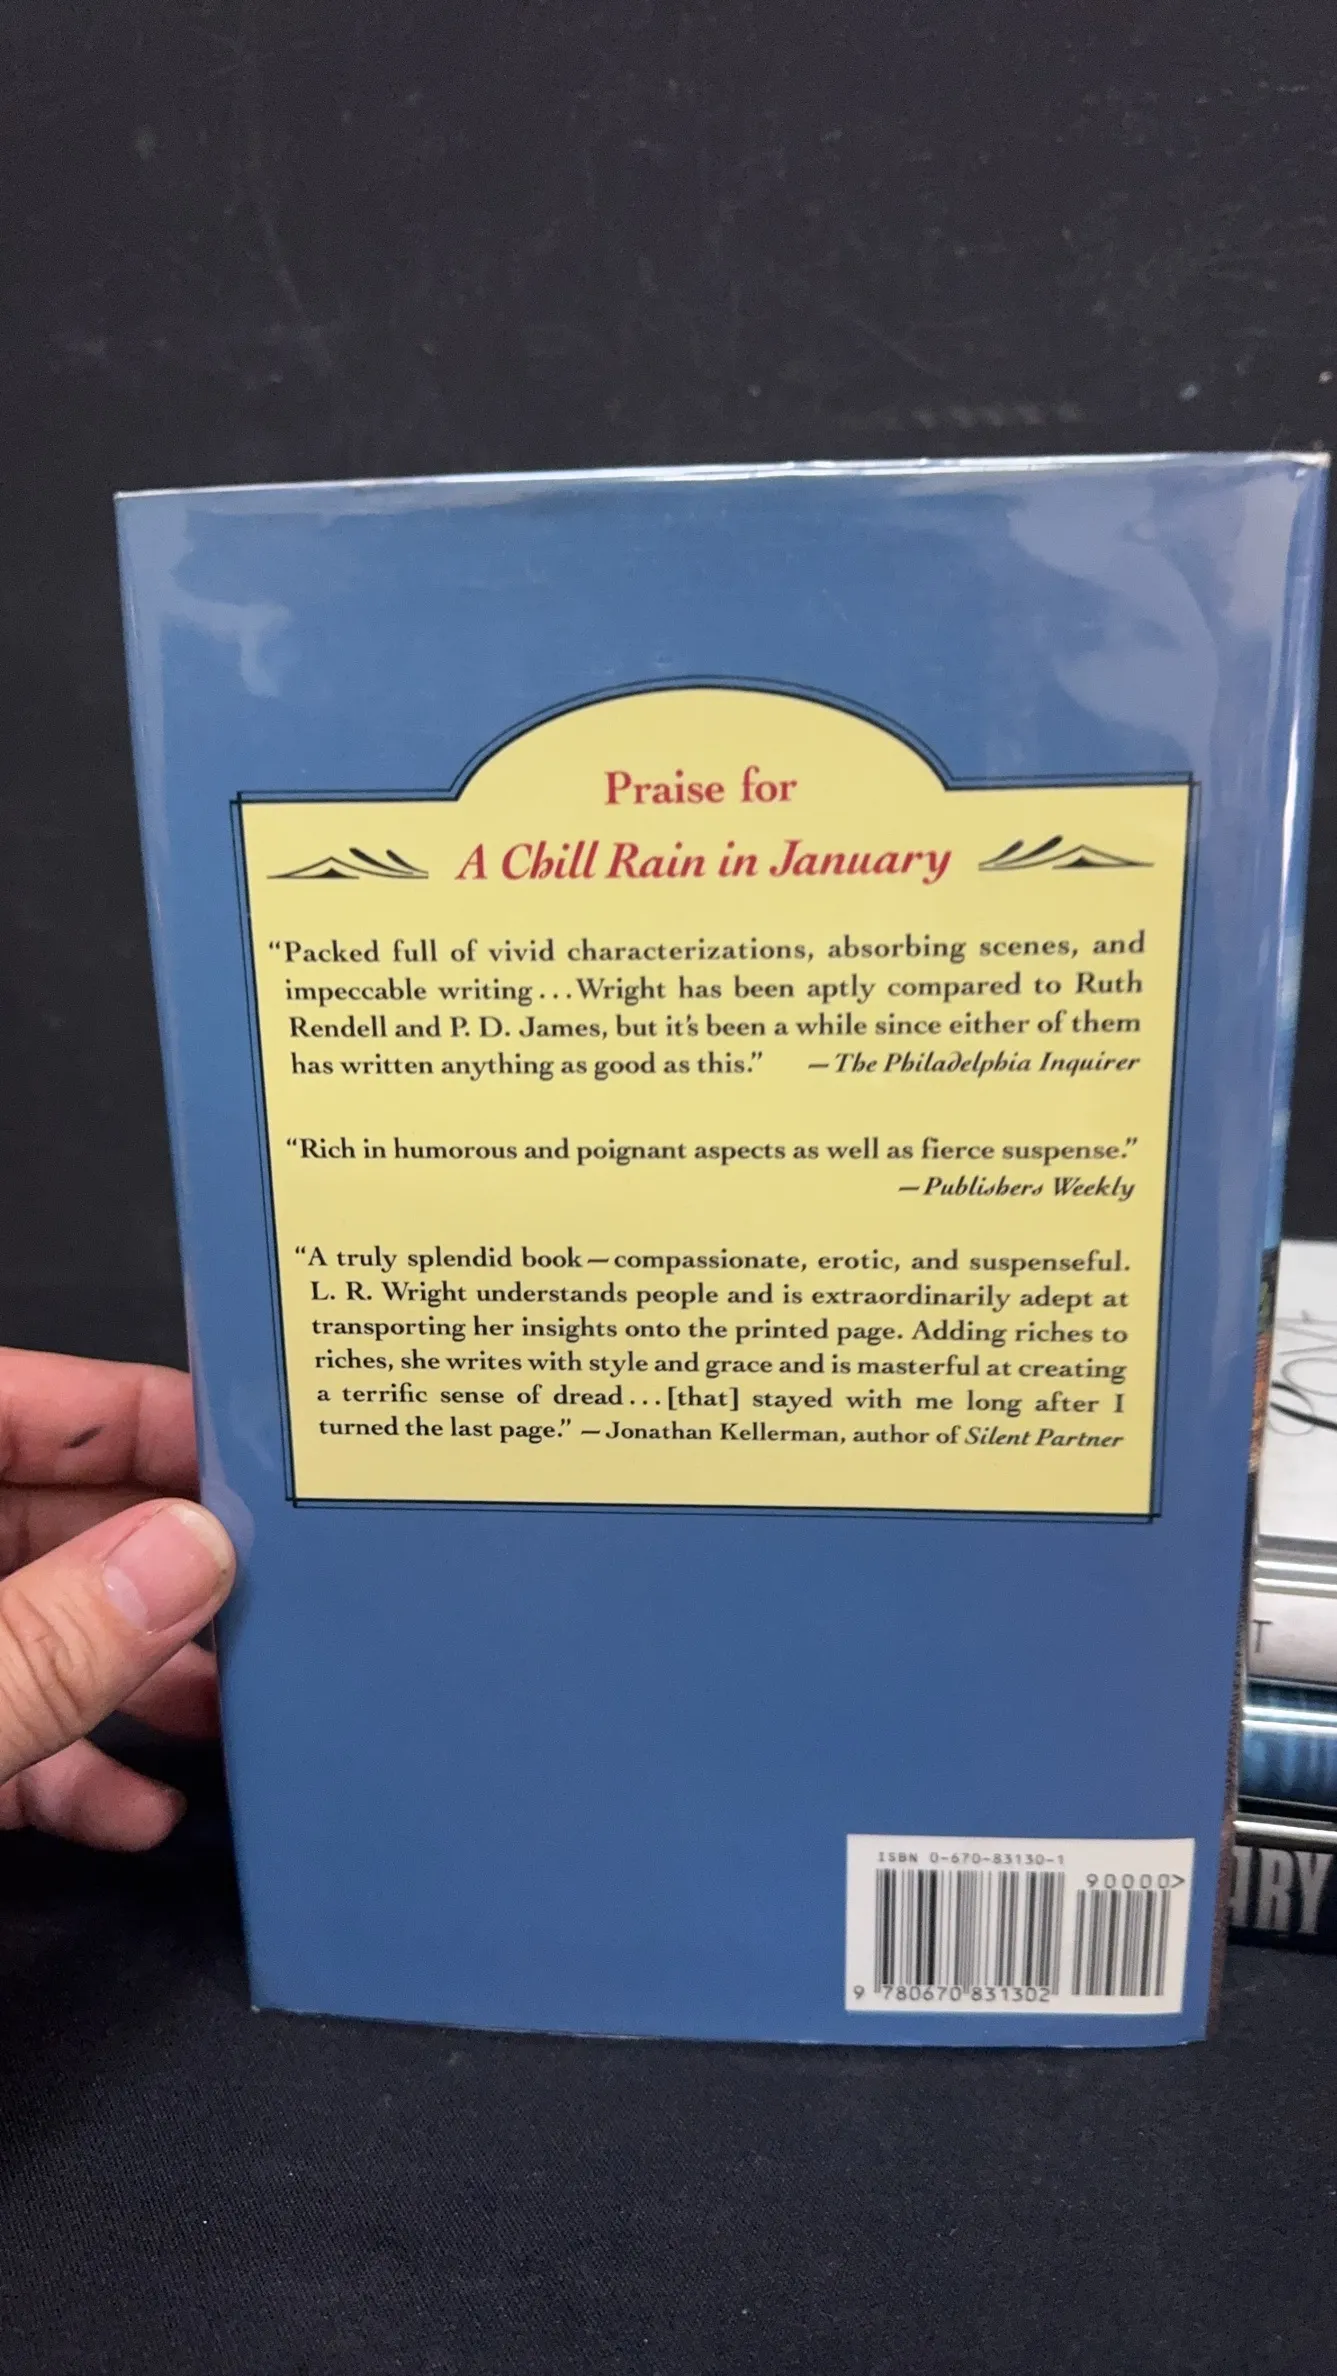 Praise for
A Chill Rain in January
“Packed full of vivid characterizations, absorbing scenes, and
impeccable writing...Wright has been aptly compared to Ruth
Rendell and P. D. James, but it's been a while since either of them
has written anything as good as this.” —The Philadelphia Inquirer
“Rich in humorous and poignant aspects as well as fierce suspense.”
—Publishers Weekly
“A truly splendid book—compassionate, erotic, and suspenseful.
L. R. Wright understands people and is extraordinarily adept at
transporting her insights onto the printed page. Adding riches to
riches, she writes with style and grace and is masterful at creating
a terrific sense of dread...[that] stayed with me long after I
turned the last page.” —Jonathan Kellerman, author of Silent Partner
ISBN 0-670-83130-1
90000>
9 780670 831302
T
ARY